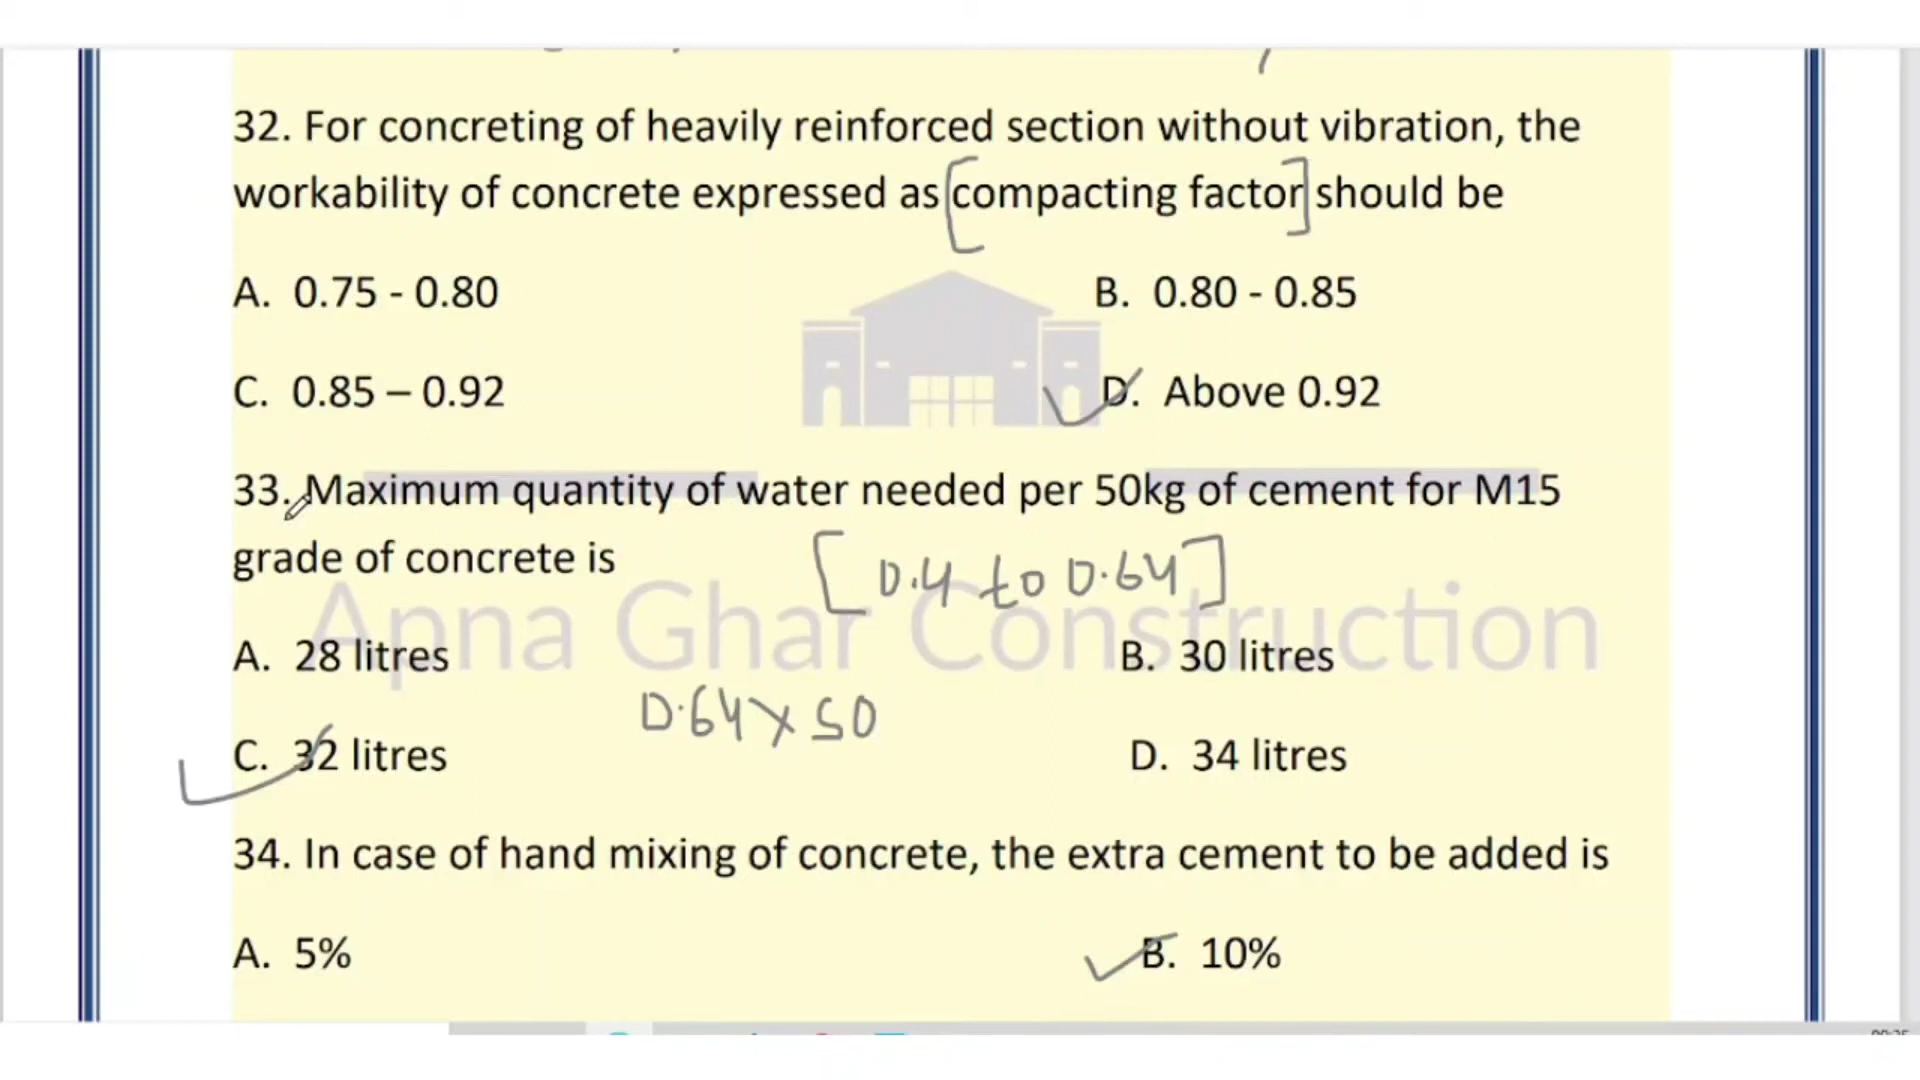 32. For concreting of heavily reinforced section without vibration, the
workability of concrete expressed as [compacting factor] should be
A. 0.75 - 0.80 B. 0.80 - 0.85
C. 0.85 – 0.92 D. Above 0.92
33. Maximum quantity of water needed per 50kg of cement for M15
grade of concrete is [0.4 to 0.64]
Apna Ghar Construction
A. 28 litres B. 30 litres
0.64 x 50
C. 32 litres D. 34 litres
34. In case of hand mixing of concrete, the extra cement to be added is
A. 5% B. 10%